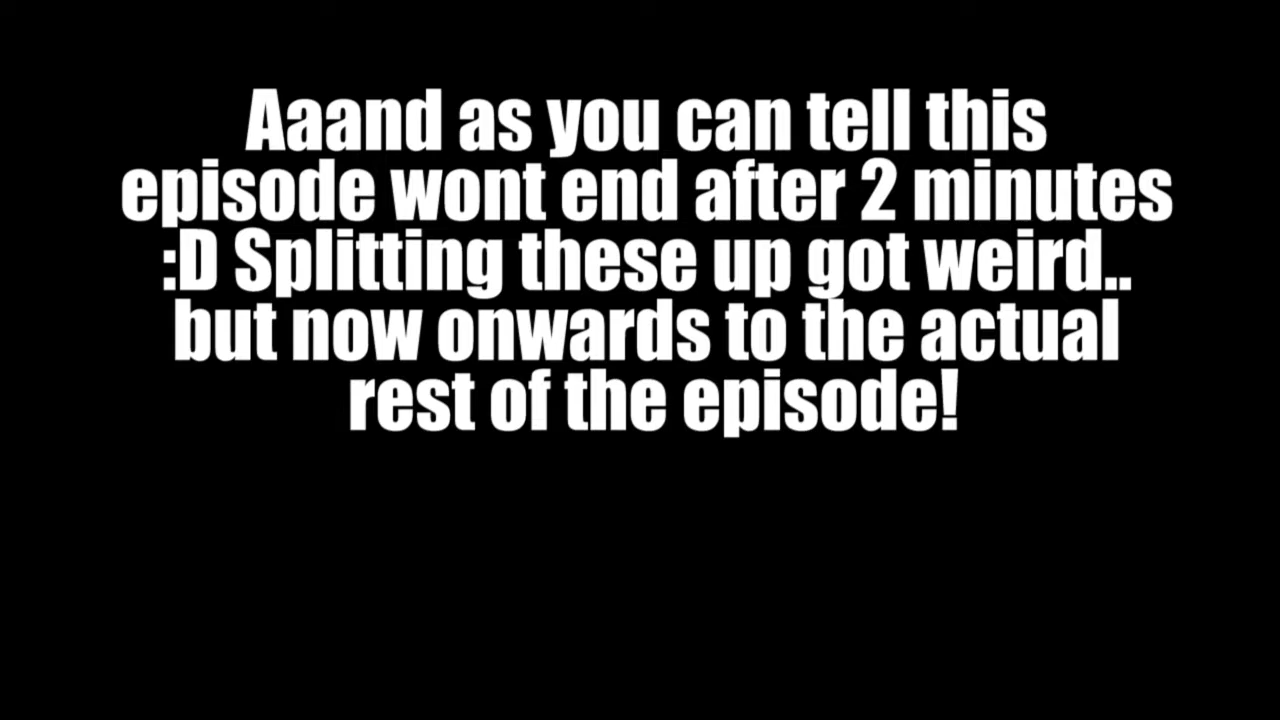 Aaand as you can tell this
episode wont end after 2 minutes
:D Splitting these up got weird..
but now onwards to the actual
rest of the episode!